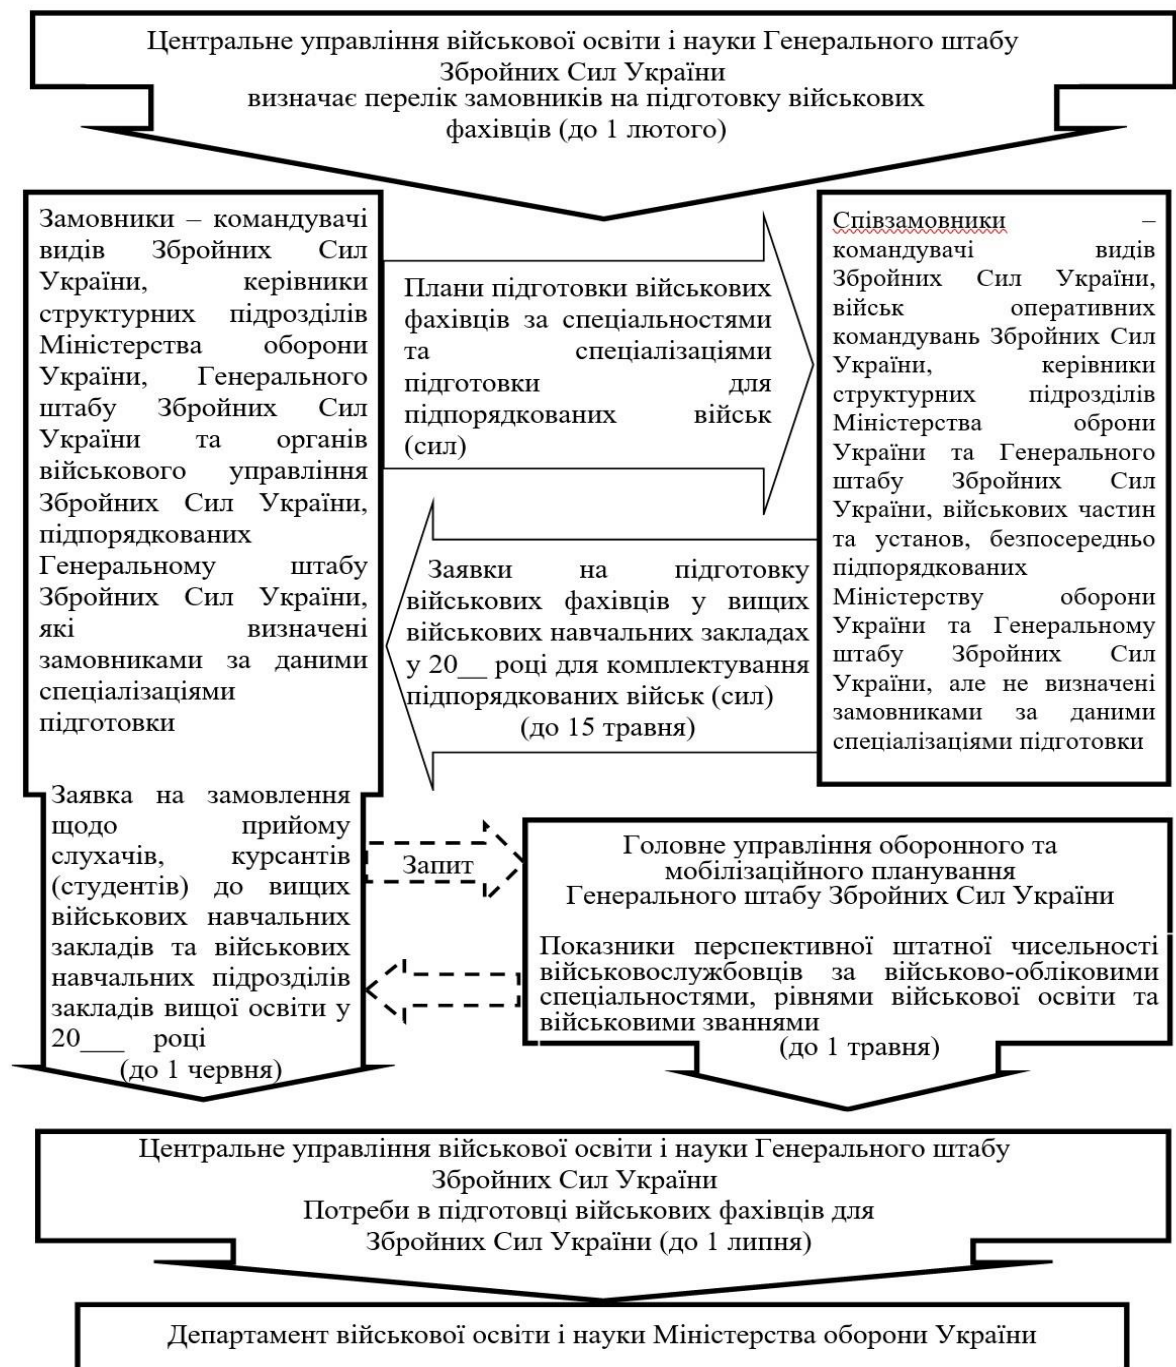 Центральне управління військової освіти і науки Генерального штабу
Збройних Сил України
визначає перелік замовників на підготовку військових
фахівців (до 1 лютого)
Замовники – командувачі
видів Збройних Сил
України, керівники
структурних підрозділів
Міністерства оборони
України, Генерального
штабу Збройних Сил
України та органів
військового управління
Збройних Сил України,
підпорядкованих
Генеральному штабу
Збройних Сил України,
які визначені
замовниками за даними
спеціалізаціями
підготовки
Плани підготовки військових
фахівців за спеціальностями
та спеціалізаціями
підготовки для
підпорядкованих військ
(сил)
Співзамовники –
командувачі видів
Збройних Сил України,
військ оперативних
командувань Збройних Сил
України, керівники
структурних підрозділів
Міністерства оброни
України та Генерального
штабу Збройних Сил
України, військових частин
та установ, безпосередньо
підпорядкованих
Міністерству оборони
України та Генеральному
штабу Збройних Сил
України, але не визначені
замовниками за даними
спеціалізаціями підготовки
Заявки на підготовку
військових фахівців у вищих
військових навчальних закладах
у 20__ році для комплектування
підпорядкованих військ (сил)
(до 15 травня)
Заявка на замовлення
щодо прийому
слухачів, курсантів
(студентів) до вищих
військових навчальних
закладів та військових
навчальних підрозділів
закладів вищої освіти у
20___ році
(до 1 червня)
Запит
Головне управління оборонного та
мобілізаційного планування
Генерального штабу Збройних Сил України
Показники перспективної штатної чисельності
військовослужбовців за військово-обліковими
спеціальностями, рівнями військової освіти та
військовими званнями
(до 1 травня)
Центральне управління військової освіти і науки Генерального штабу
Збройних Сил України
Потреби в підготовці військових фахівців для
Збройних Сил України (до 1 липня)
Департамент військової освіти і науки Міністерства оборони України